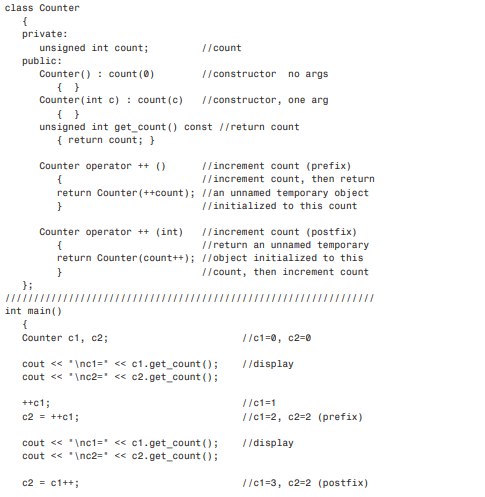 class Counter
{
private:
unsigned int count; //count
public:
Counter() : count(0) //constructor no args
{ }
Counter(int c) : count(c) //constructor, one arg
{ }
unsigned int get_count() const //return count
{ return count; }
Counter operator ++ () //increment count (prefix)
{ //increment count, then return
return Counter(++count); //an unnamed temporary object
} //initialized to this count
Counter operator ++ (int) //increment count (postfix)
{ //return an unnamed temporary
return Counter(count++); //object initialized to this
} //count, then increment count
};
////////////////////////////////////////////////////////////////
int main()
{
Counter c1, c2; //c1=0, c2=0
cout << "\nc1=" << c1.get_count(); //display
cout << "\nc2=" << c2.get_count();
++c1; //c1=1
c2 = ++c1; //c1=2, c2=2 (prefix)
cout << "\nc1=" << c1.get_count(); //display
cout << "\nc2=" << c2.get_count();
c2 = c1++; //c1=3, c2=2 (postfix)